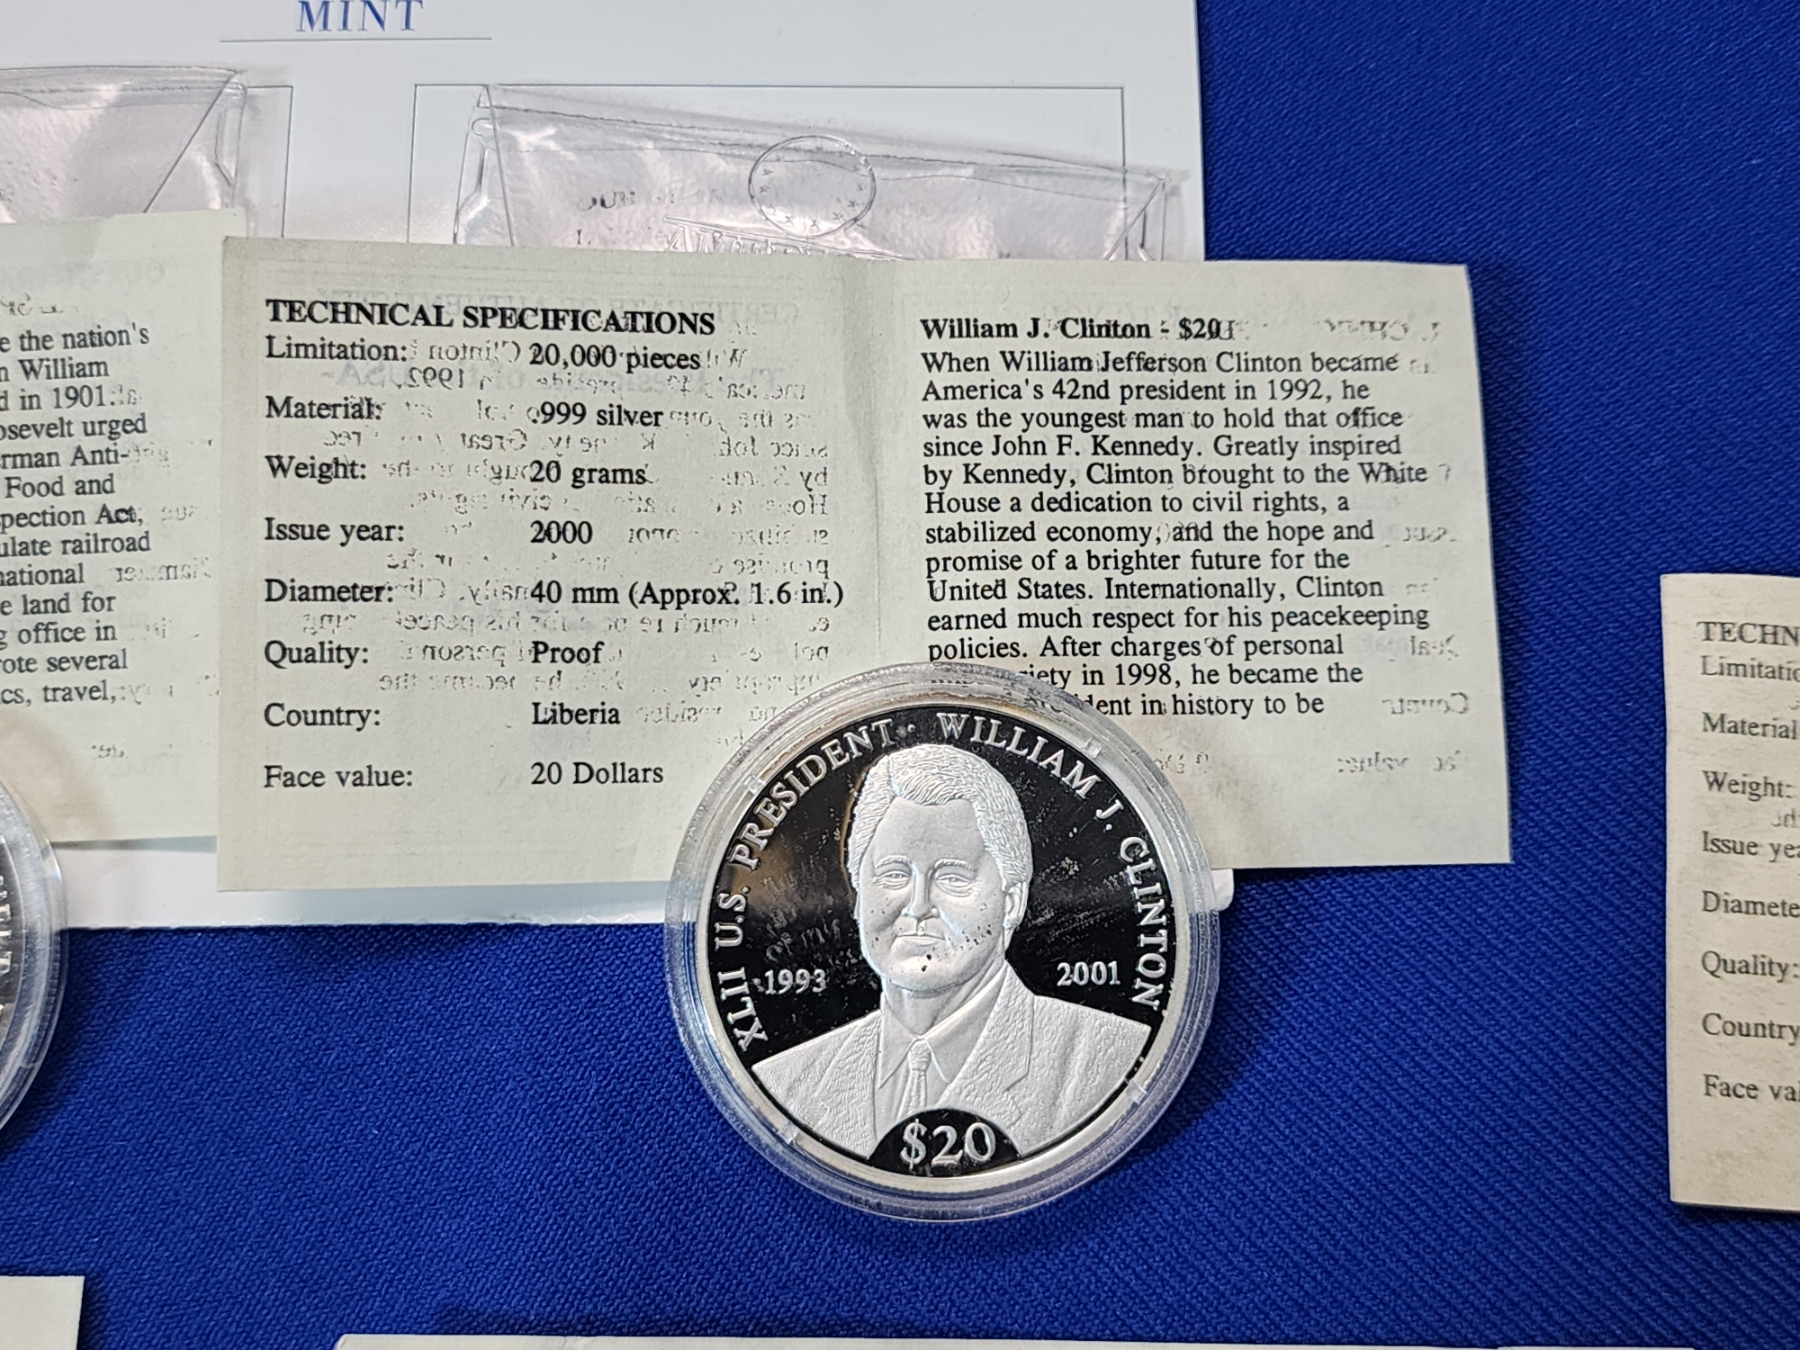 MINT
e the nation's
n William
d in 1901.
osevelt urged
rman Anti-
Food and
pection Act,
ulate railroad
national
e land for
g office in
ote several
cs, travel,
TECHNICAL SPECIFICATIONS
Limitation: 20,000 pieces
Material: .999 silver
Weight: 20 grams
Issue year: 2000
Diameter: 40 mm (Approx. 1.6 in.)
Quality: Proof
Country: Liberia
Face value: 20 Dollars
William J. Clinton - $20
When William Jefferson Clinton became
America's 42nd president in 1992, he
was the youngest man to hold that office
since John F. Kennedy. Greatly inspired
by Kennedy, Clinton brought to the White
House a dedication to civil rights, a
stabilized economy, and the hope and
promise of a brighter future for the
United States. Internationally, Clinton
earned much respect for his peacekeeping
policies. After charges of personal
iety in 1998, he became the
dent in history to be
XLII U.S. PRESIDENT · WILLIAM J. CLINTON
1993 2001
$20
TECHN
Limitatio
Material
Weight:
Issue yea
Diamete
Quality:
Country
Face val